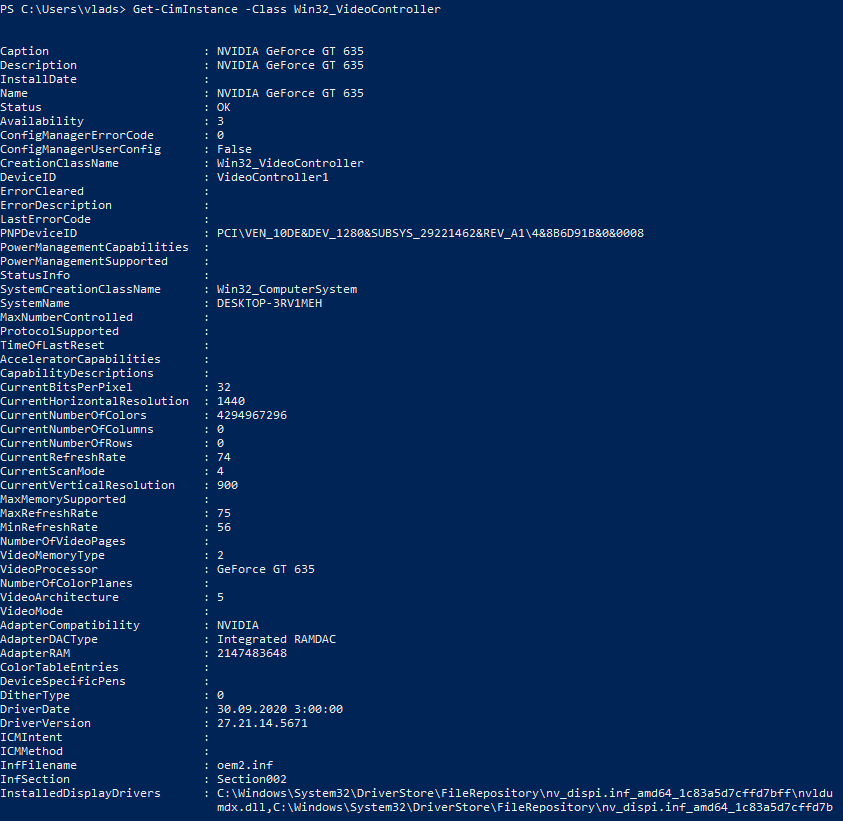 PS C:\Users\vlads> Get-CimInstance -Class Win32_VideoController
Caption : NVIDIA GeForce GT 635
Description : NVIDIA GeForce GT 635
InstallDate :
Name : NVIDIA GeForce GT 635
Status : OK
Availability : 3
ConfigManagerErrorCode : 0
ConfigManagerUserConfig : False
CreationClassName : Win32_VideoController
DeviceID : VideoController1
ErrorCleared :
ErrorDescription :
LastErrorCode :
PNPDeviceID : PCI\VEN_10DE&DEV_1280&SUBSYS_29221462&REV_A1\4&8B6D91B&0&0008
PowerManagementCapabilities :
PowerManagementSupported :
StatusInfo :
SystemCreationClassName : Win32_ComputerSystem
SystemName : DESKTOP-3RV1MEH
MaxNumberControlled :
ProtocolSupported :
TimeOfLastReset :
AcceleratorCapabilities :
CapabilityDescriptions :
CurrentBitsPerPixel : 32
CurrentHorizontalResolution : 1440
CurrentNumberOfColors : 4294967296
CurrentNumberOfColumns : 0
CurrentNumberOfRows : 0
CurrentRefreshRate : 74
CurrentScanMode : 4
CurrentVerticalResolution : 900
MaxMemorySupported :
MaxRefreshRate : 75
MinRefreshRate : 56
NumberOfVideoPages :
VideoMemoryType : 2
VideoProcessor : GeForce GT 635
NumberOfColorPlanes :
VideoArchitecture : 5
VideoMode :
AdapterCompatibility : NVIDIA
AdapterDACType : Integrated RAMDAC
AdapterRAM : 2147483648
ColorTableEntries :
DeviceSpecificPens :
DitherType : 0
DriverDate : 30.09.2020 3:00:00
DriverVersion : 27.21.14.5671
ICMIntent :
ICMMethod :
InfFilename : oem2.inf
InfSection : Section002
InstalledDisplayDrivers : C:\Windows\System32\DriverStore\FileRepository\nv_dispi.inf_amd64_1c83a5d7cffd7bff\nvldu
mdx.dll,C:\Windows\System32\DriverStore\FileRepository\nv_dispi.inf_amd64_1c83a5d7cffd7b